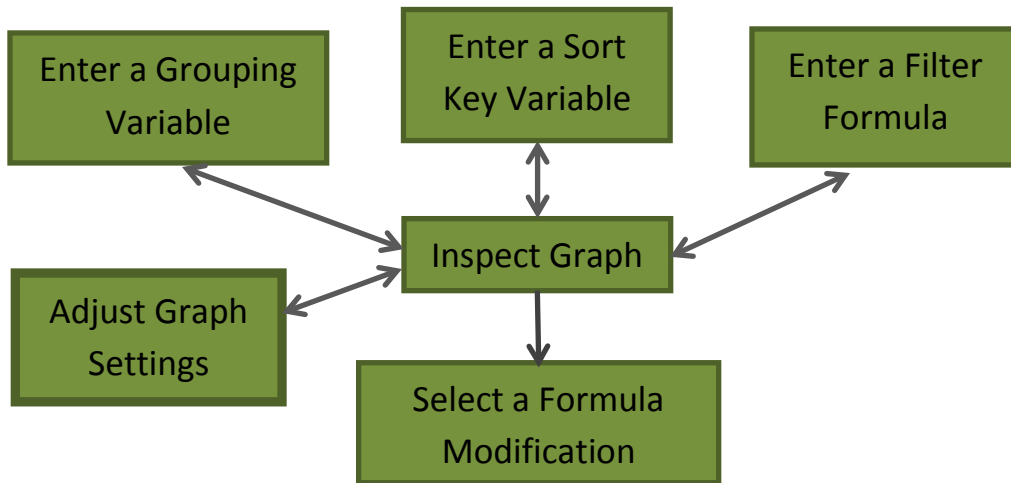 Enter a Grouping
Variable
Enter a Sort
Key Variable
Enter a Filter
Formula
Inspect Graph
Adjust Graph
Settings
Select a Formula
Modification